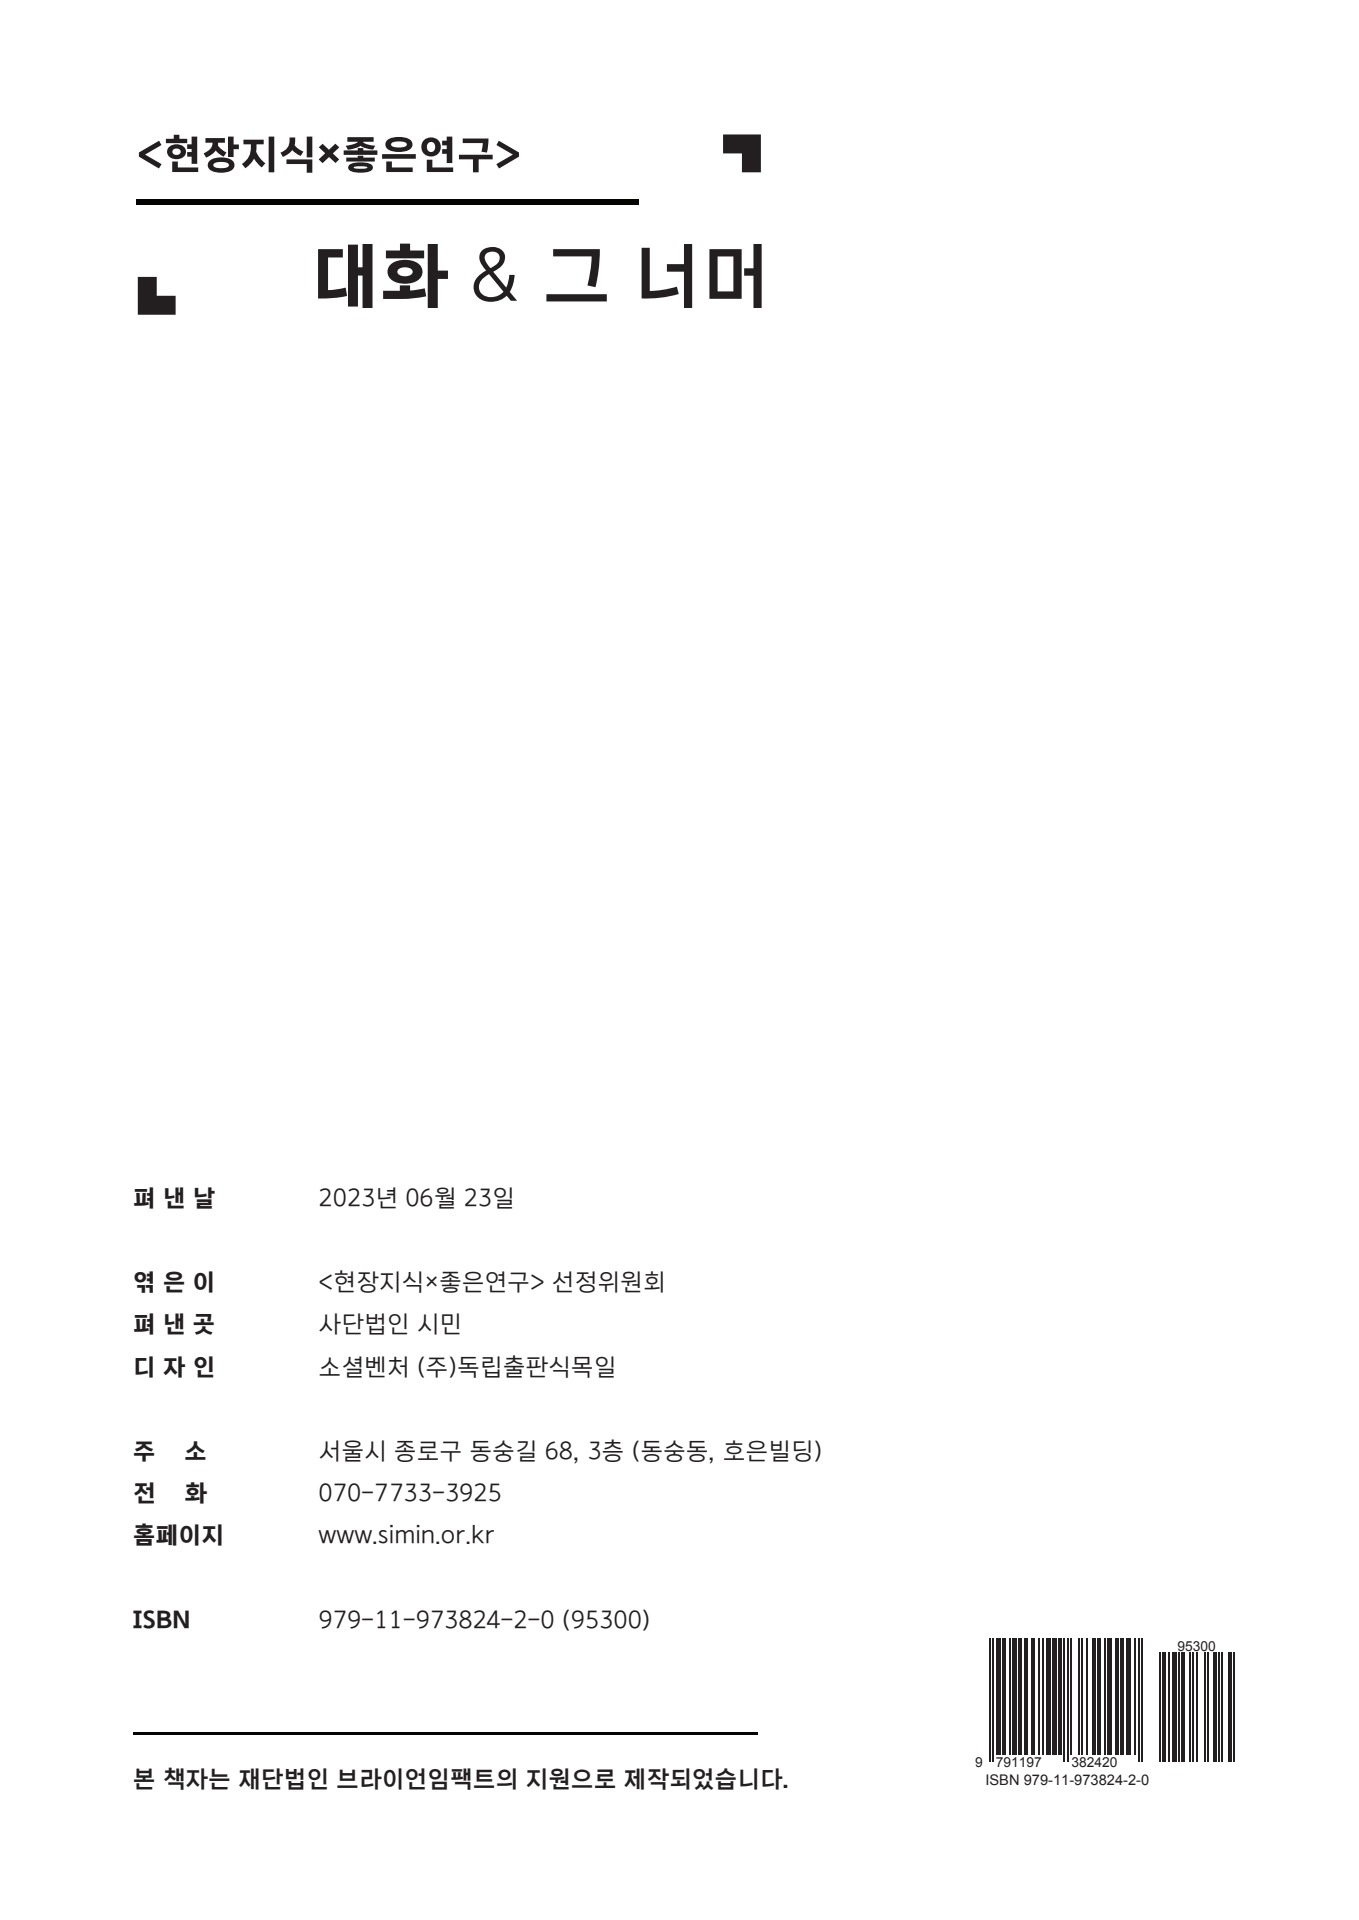 <현장지식×좋은연구>
대화 & 그 너머
펴 낸 날 2023년 06월 23일
엮 은 이 <현장지식×좋은연구> 선정위원회
펴 낸 곳 사단법인 시민
디 자 인 소셜벤처 (주)독립출판식목일
주 소 서울시 종로구 동숭길 68, 3층 (동숭동, 호은빌딩)
전 화 070-7733-3925
홈페이지 www.simin.or.kr
ISBN 979-11-973824-2-0 (95300)
95300
9 791197 382420
ISBN 979-11-973824-2-0
본 책자는 재단법인 브라이언임팩트의 지원으로 제작되었습니다.